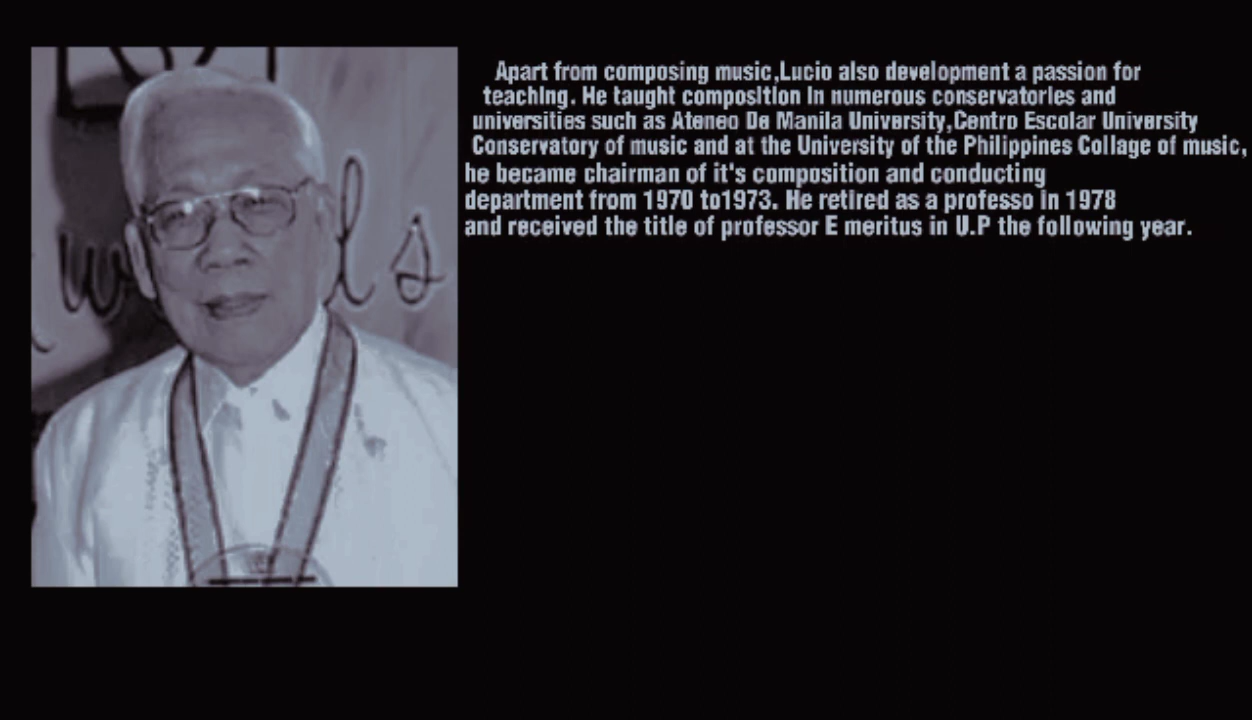 Apart from composing music,Lucio also development a passion for
teaching. He taught composition in numerous conservatories and
universities such as Ateneo De Manila University,Centro Escolar University
Conservatory of music and at the University of the Philippines Collage of music,
he became chairman of it's composition and conducting
department from 1970 to1973. He retired as a professo in 1978
and received the title of professor E meritus in U.P the following year.